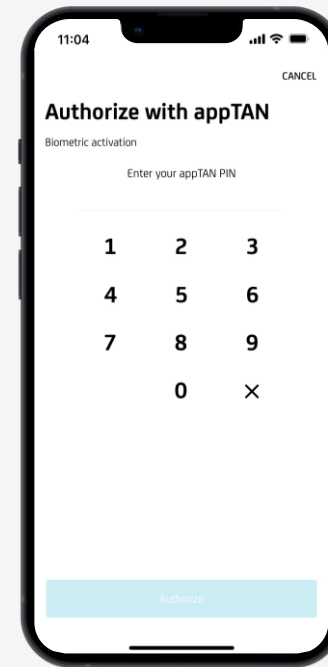 11:04
CANCEL
Authorize with appTAN
Biometric activation
Enter your appTAN PIN
1 2 3
4 5 6
7 8 9
0 ×
Authorize